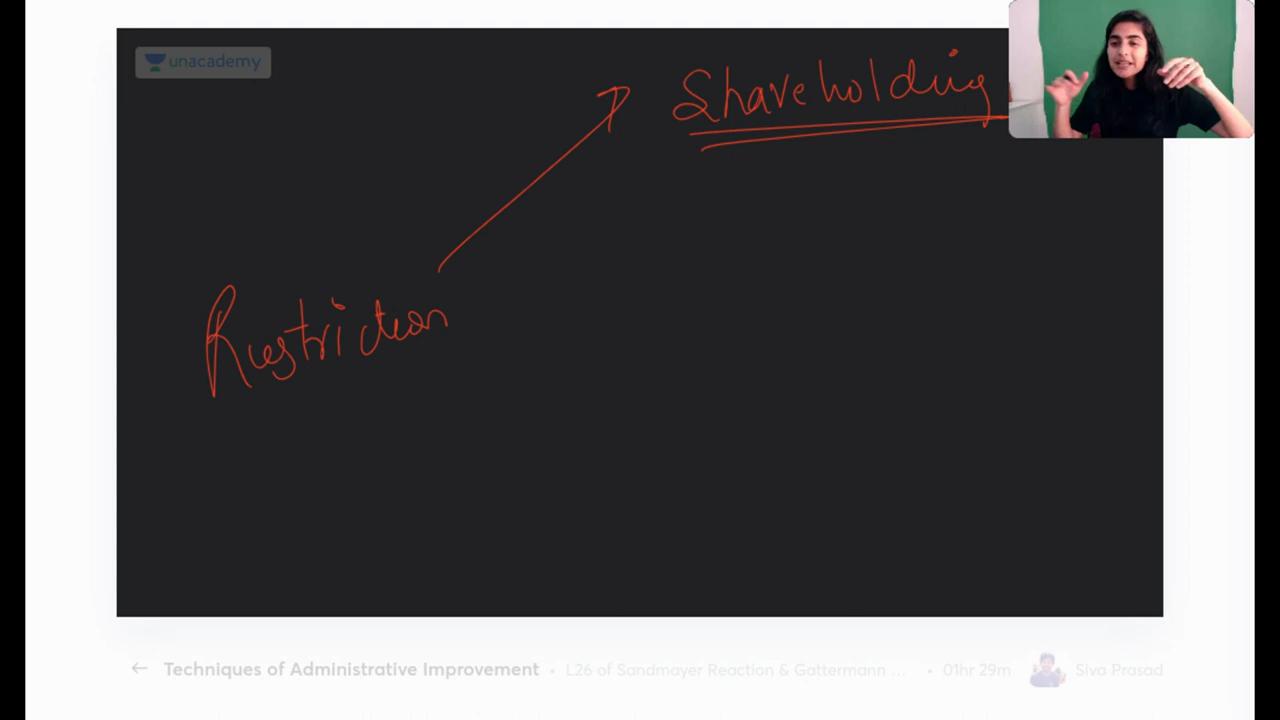 unacademy
Shareholding
Restriction
← Techniques of Administrative Improvement • L26 of Sandmayer Reaction & Gattermann ... • 01hr 29m Siva Prasad